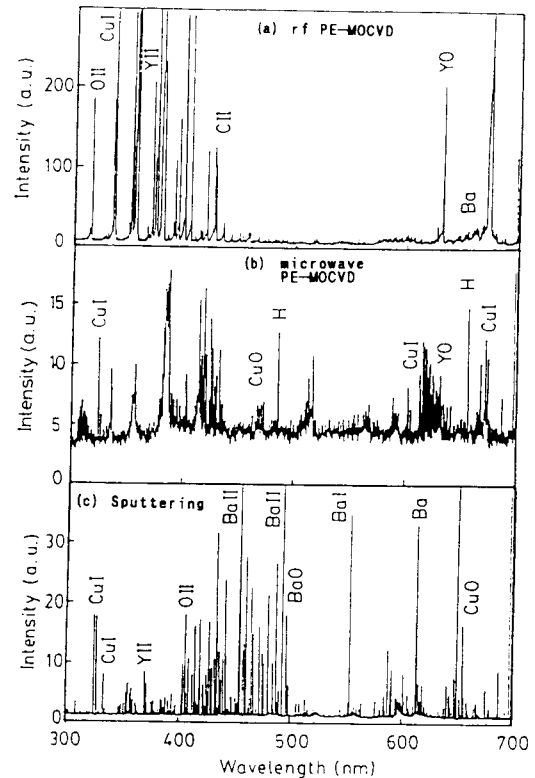 (a) rf PE-MOCVD
Intensity (a.u.)
200
100
0
OII
CuI
YII
CII
YO
Ba
(b) microwave
PE-MOCVD
Intensity (a.u.)
15
10
5
0
CuI
CuO
H
CuI
YO
H
CuI
(c) Sputtering
Intensity (a.u.)
30
20
10
0
CuI
CuI
YII
OII
BaII
BaII
BaO
BaI
Ba
CuO
300
400
500
600
700
Wavelength (nm)